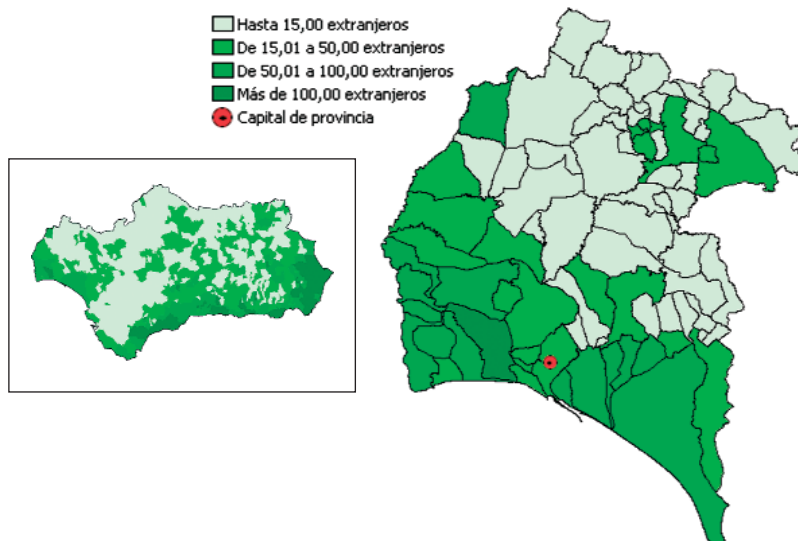 Hasta 15,00 extranjeros
De 15,01 a 50,00 extranjeros
De 50,01 a 100,00 extranjeros
Más de 100,00 extranjeros
Capital de provincia